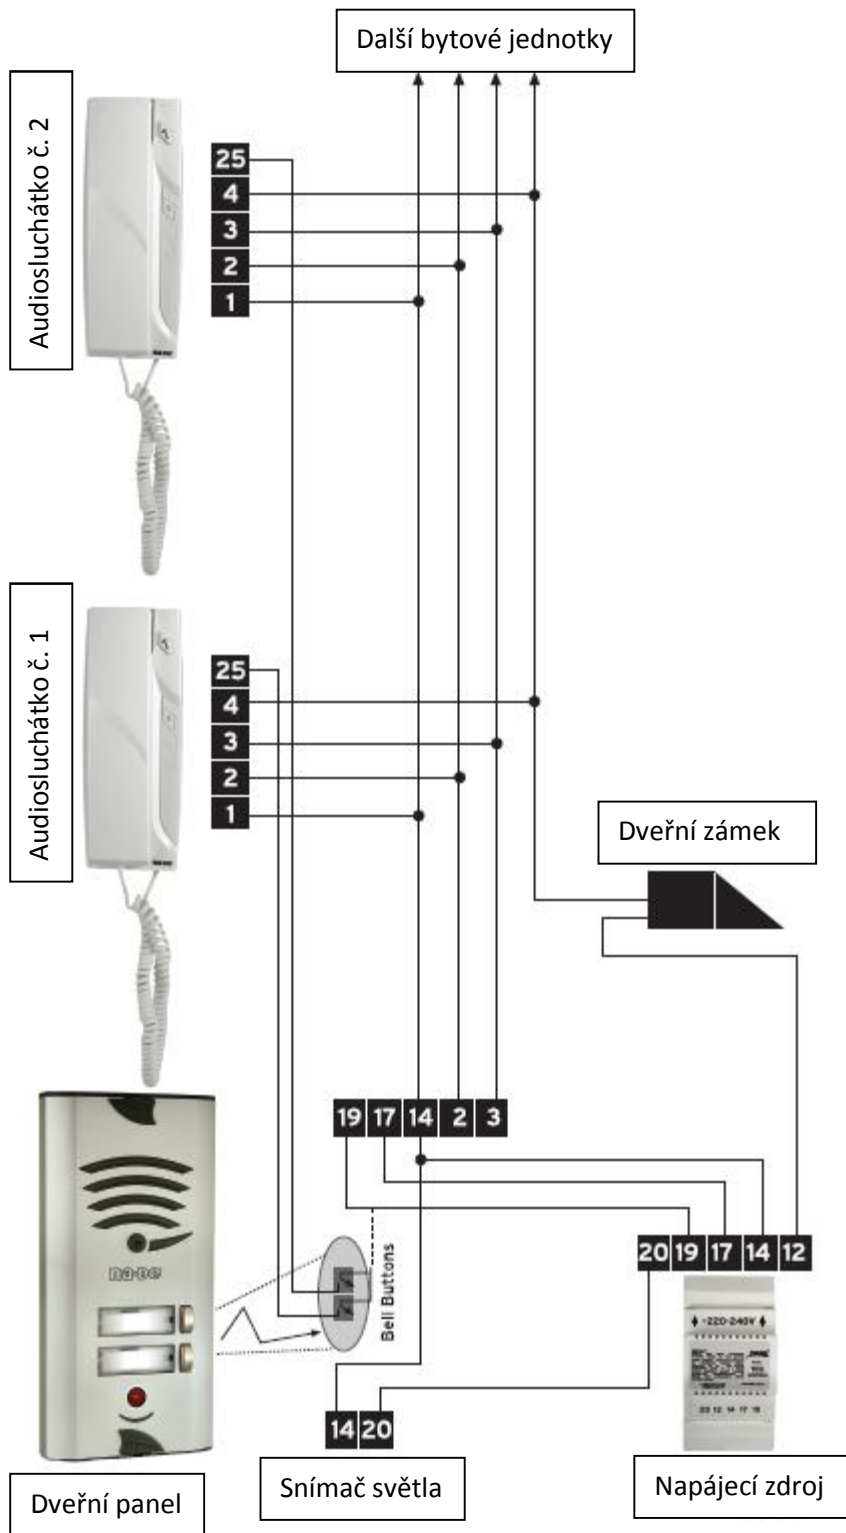 Další bytové jednotky
Audiosluchátko č. 2
25
4
3
2
1
Audiosluchátko č. 1
25
4
3
2
1
Dveřní zámek
19 17 14 2 3
20 19 17 14 12
na·be
Bell Buttons
~220-240V
14 20
Dveřní panel
Snímač světla
Napájecí zdroj